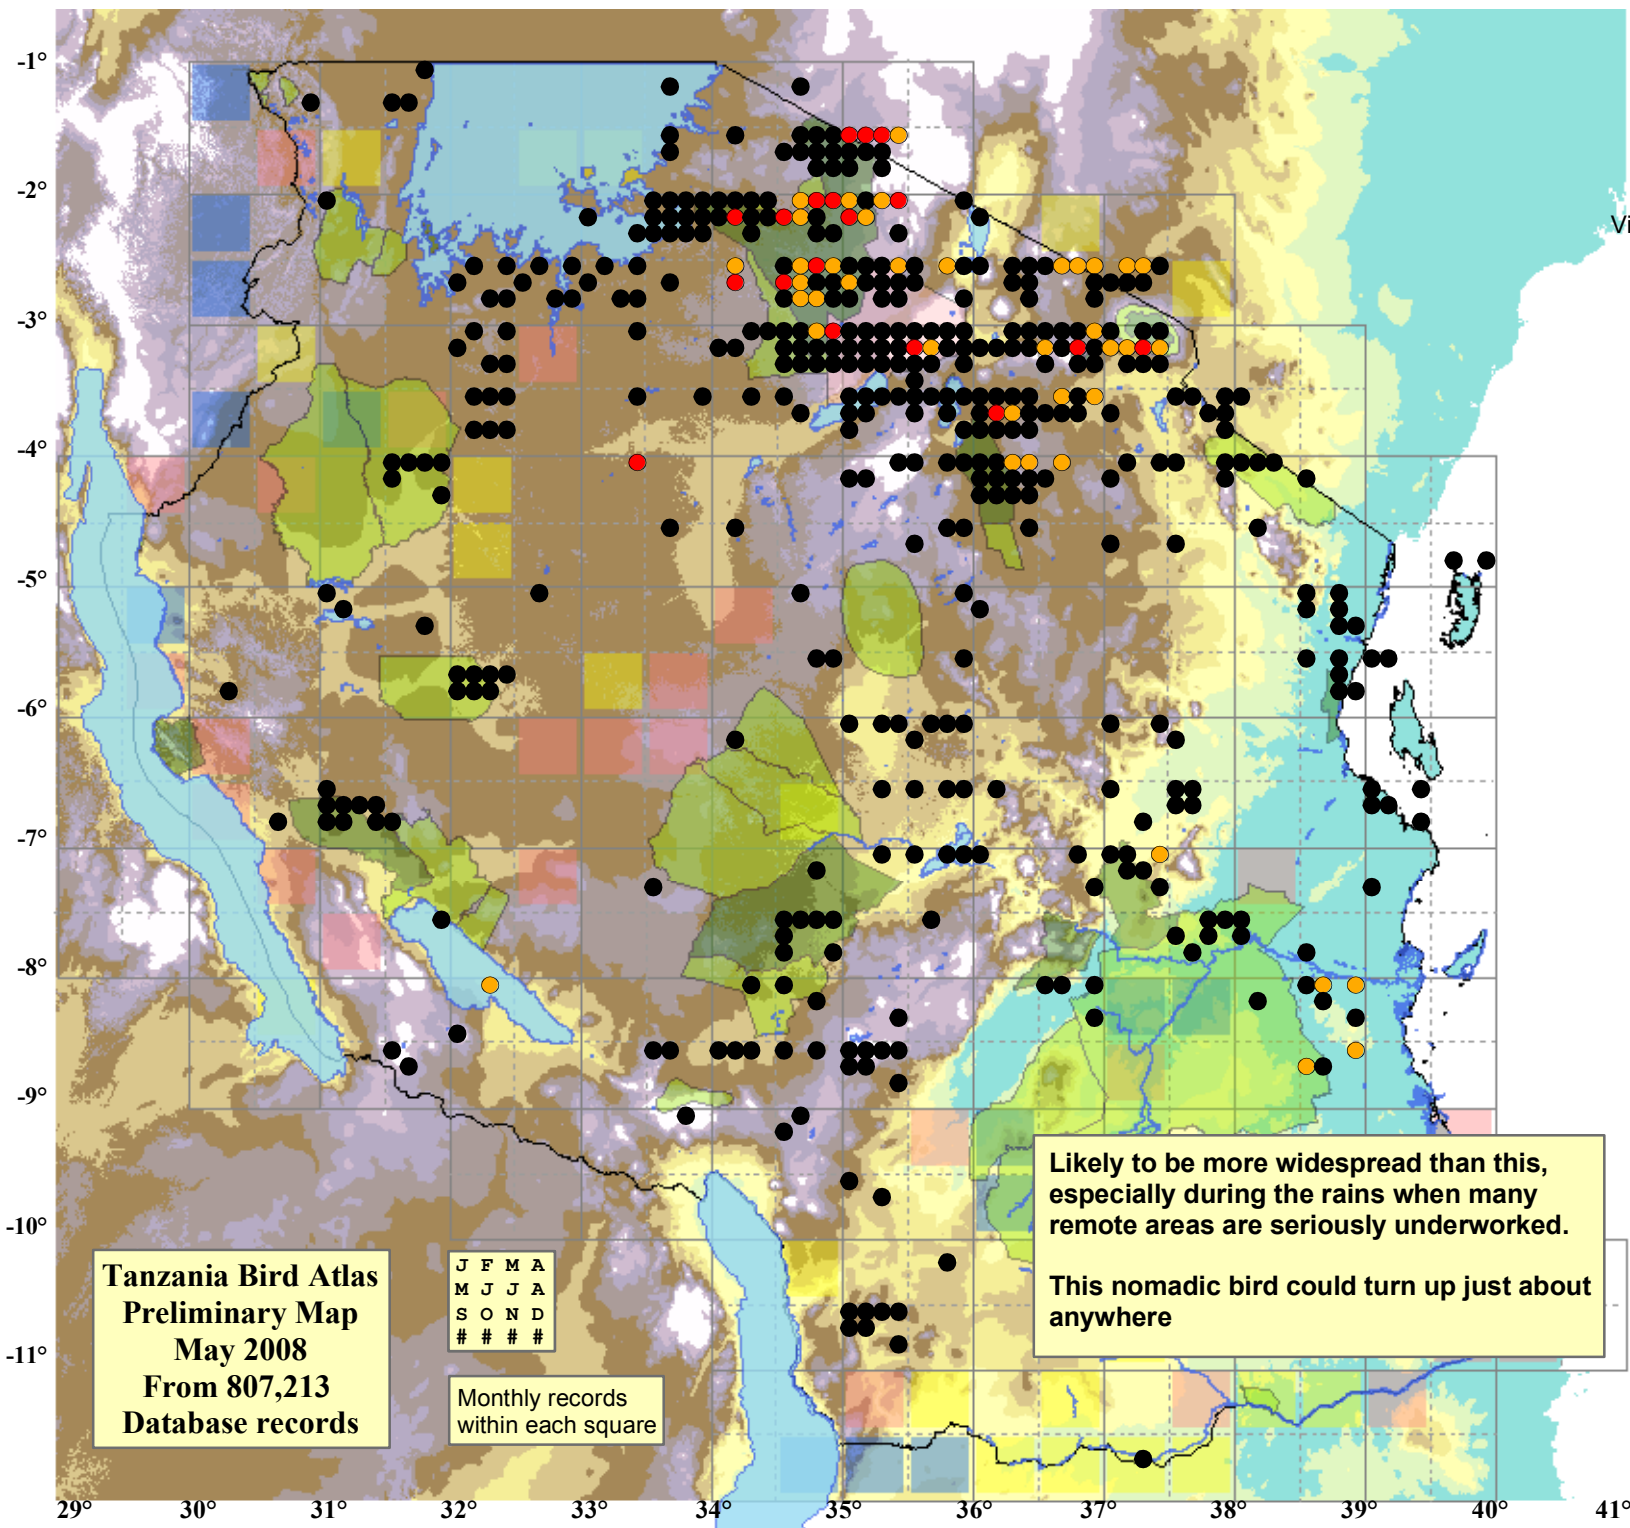 -1°
-2°
-3°
-4°
-5°
-6°
-7°
-8°
-9°
-10°
-11°
Vi
Likely to be more widespread than this,
especially during the rains when many
remote areas are seriously underworked.
This nomadic bird could turn up just about
anywhere
Tanzania Bird Atlas
Preliminary Map
May 2008
From 807,213
Database records
J F M A
M J J A
S O N D
# # # #
Monthly records
within each square
29° 30° 31° 32° 33° 34° 35° 36° 37° 38° 39° 40° 41°